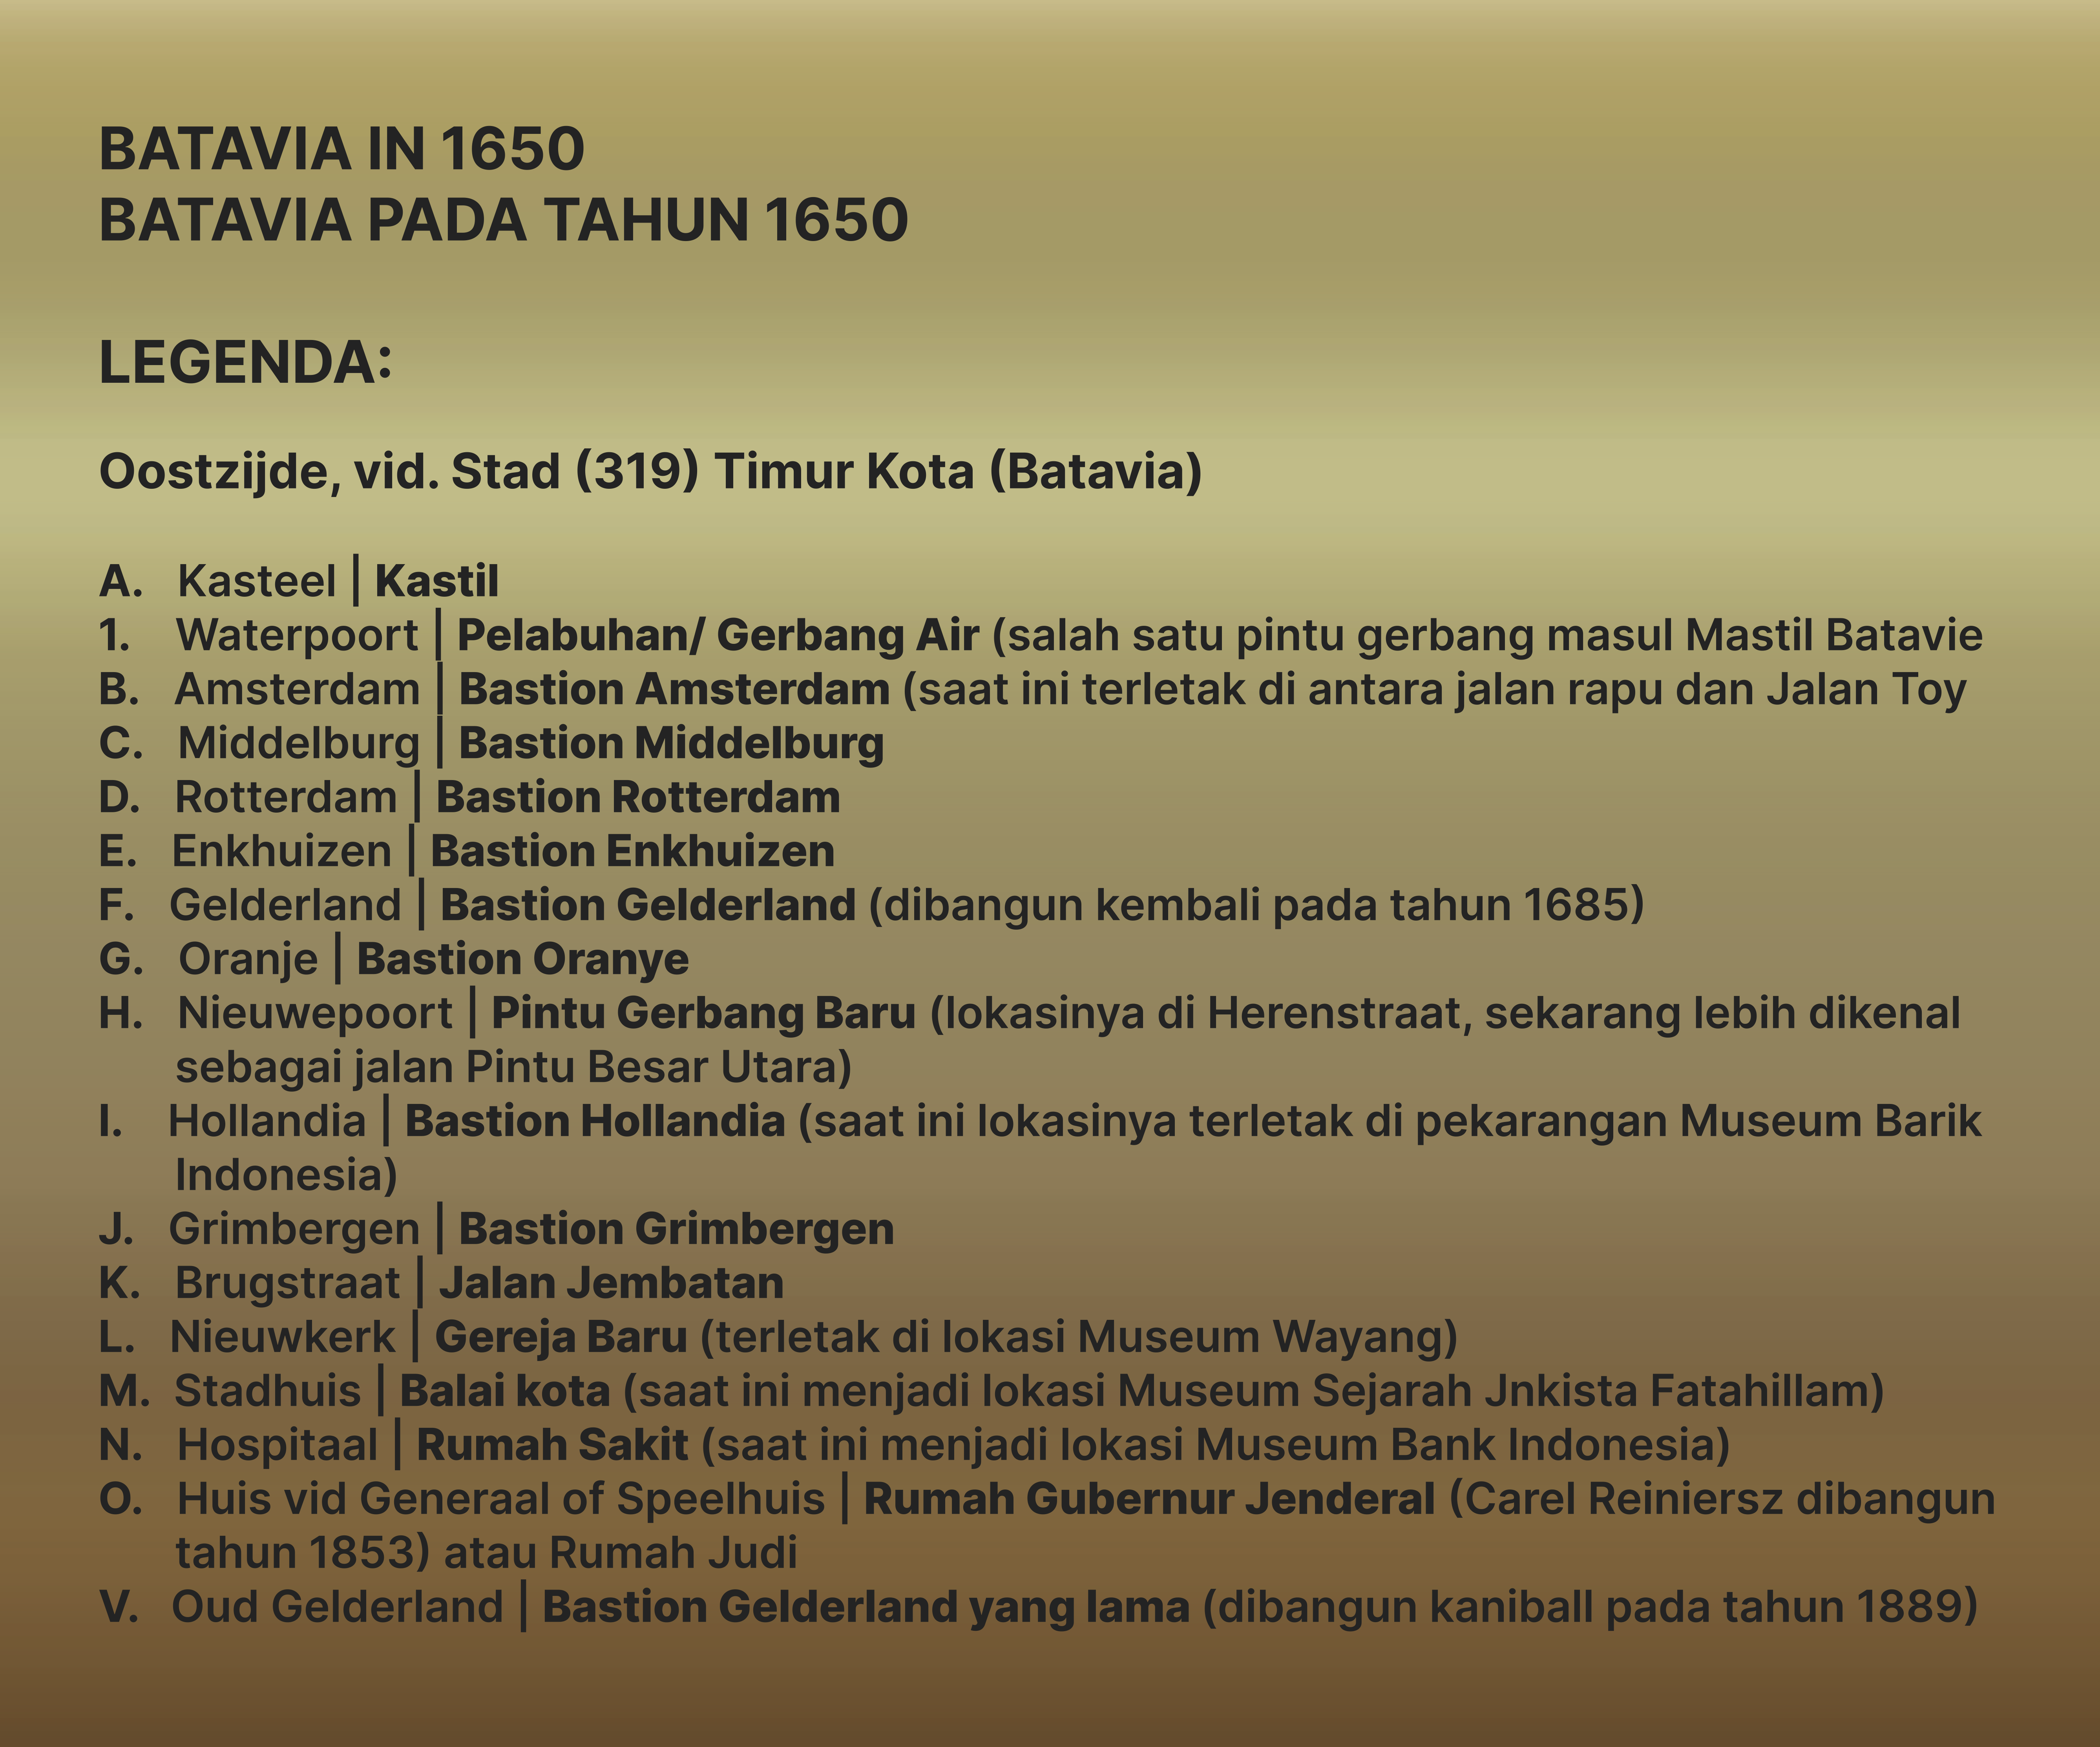 BATAVIA IN 1650
BATAVIA PADA TAHUN 1650
LEGENDA:
Oostzijde, vid. Stad (319) Timur Kota (Batavia)
A. Kasteel | Kastil
1. Waterpoort | Pelabuhan/ Gerbang Air (salah satu pintu gerbang masul Mastil Batavie
B. Amsterdam | Bastion Amsterdam (saat ini terletak di antara jalan rapu dan Jalan Toy
C. Middelburg | Bastion Middelburg
D. Rotterdam | Bastion Rotterdam
E. Enkhuizen | Bastion Enkhuizen
F. Gelderland | Bastion Gelderland (dibangun kembali pada tahun 1685)
G. Oranje | Bastion Oranye
H. Nieuwepoort | Pintu Gerbang Baru (lokasinya di Herenstraat, sekarang lebih dikenal
sebagai jalan Pintu Besar Utara)
I. Hollandia | Bastion Hollandia (saat ini lokasinya terletak di pekarangan Museum Barik
Indonesia)
J. Grimbergen | Bastion Grimbergen
K. Brugstraat | Jalan Jembatan
L. Nieuwkerk | Gereja Baru (terletak di lokasi Museum Wayang)
M. Stadhuis | Balai kota (saat ini menjadi lokasi Museum Sejarah Jnkista Fatahillam)
N. Hospitaal | Rumah Sakit (saat ini menjadi lokasi Museum Bank Indonesia)
O. Huis vid Generaal of Speelhuis | Rumah Gubernur Jenderal (Carel Reiniersz dibangun
tahun 1853) atau Rumah Judi
V. Oud Gelderland | Bastion Gelderland yang lama (dibangun kaniball pada tahun 1889)